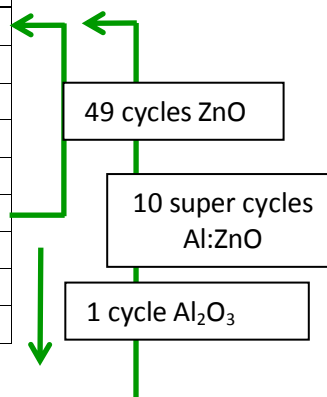 49 cycles ZnO
10 super cycles
Al:ZnO
1 cycle Al₂O₃